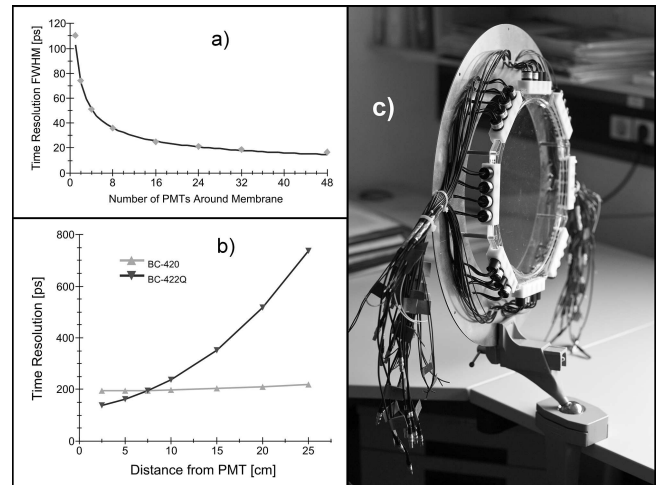 a)
Time Resolution FWHM [ps]
120
100
80
60
40
20
0
0 8 16 24 32 40 48
Number of PMTs Around Membrane
b)
BC-420
BC-422Q
Time Resolution [ps]
800
600
400
200
0
0 5 10 15 20 25
Distance from PMT [cm]
c)